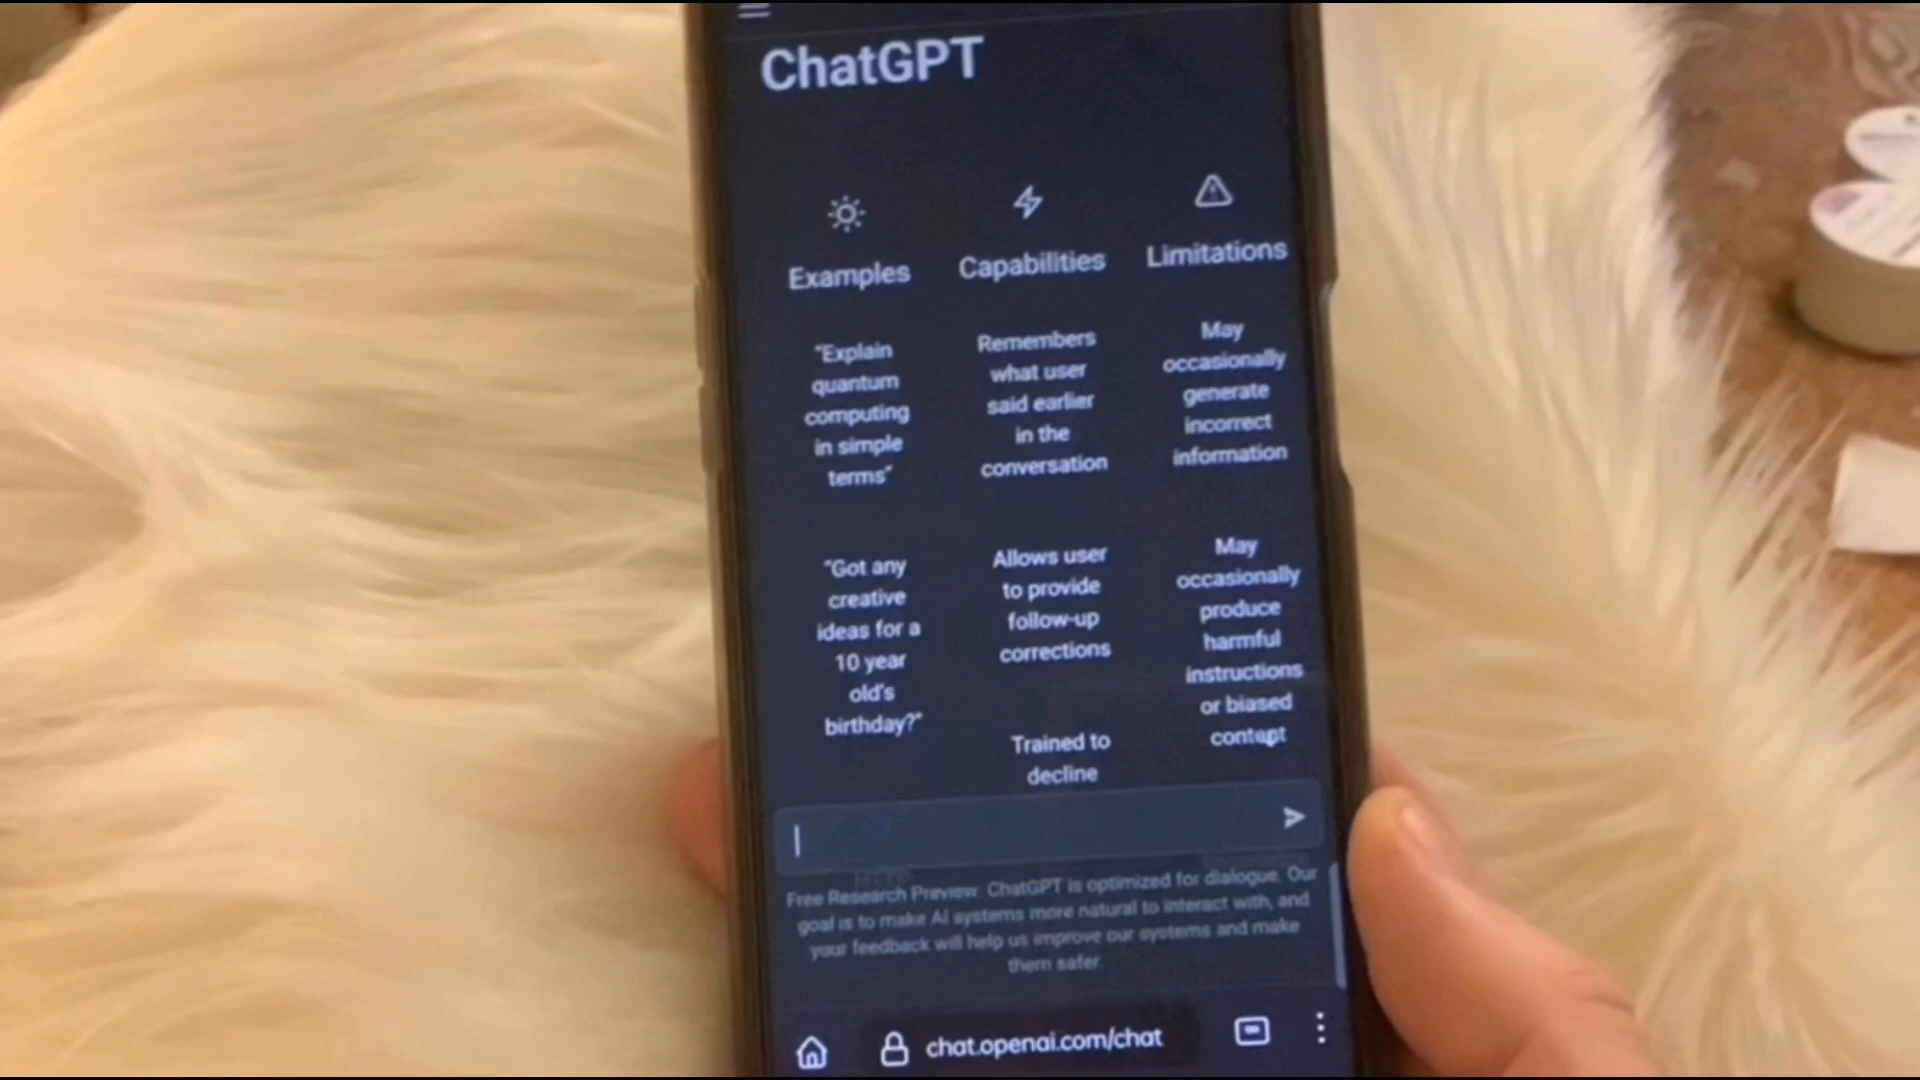 ChatGPT
Examples
"Explain
quantum
computing
in simple
terms"
"Got any
creative
ideas for a
10 year
old's
birthday?"
Capabilities
Remembers
what user
said earlier
in the
conversation
Allows user
to provide
follow-up
corrections
Trained to
decline
Limitations
May
occasionally
generate
incorrect
information
May
occasionally
produce
harmful
instructions
or biased
content
Free Research Preview. ChatGPT is optimized for dialogue. Our
goal is to make AI systems more natural to interact with, and
your feedback will help us improve our systems and make
them safer.
chat.openai.com/chat